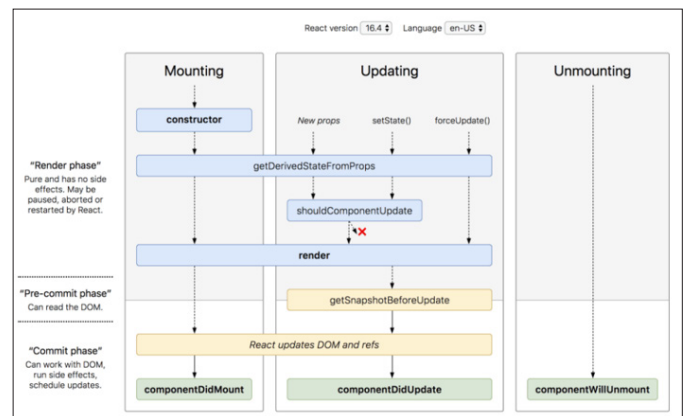 React version 16.4 Language en-US
Mounting Updating Unmounting
constructor
New props setState() forceUpdate()
getDerivedStateFromProps
"Render phase"
Pure and has no side
effects. May be
paused, aborted or
restarted by React.
shouldComponentUpdate
render
"Pre-commit phase"
Can read the DOM.
getSnapshotBeforeUpdate
"Commit phase"
Can work with DOM,
run side effects,
schedule updates.
React updates DOM and refs
componentDidMount componentDidUpdate componentWillUnmount